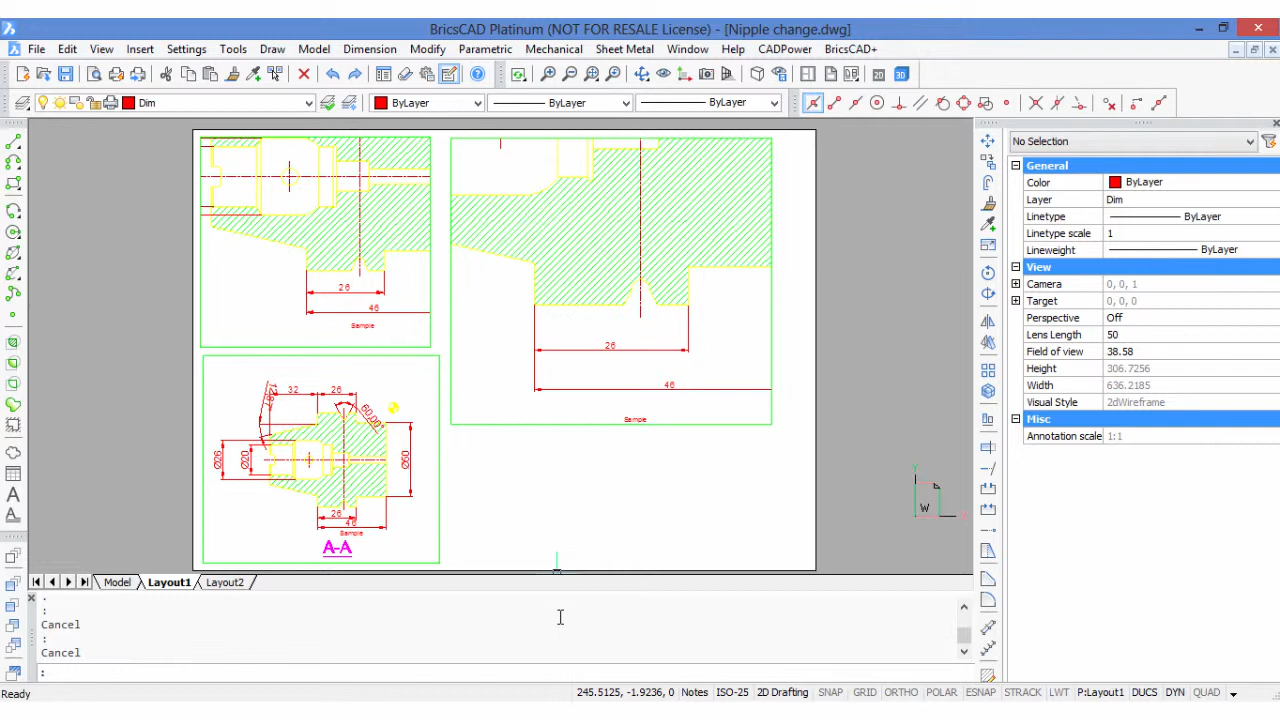 BricsCAD Platinum (NOT FOR RESALE License) - [Nipple change.dwg]
File Edit View Insert Settings Tools Draw Model Dimension Modify Parametric Mechanical Sheet Metal Window Help CADPower BricsCAD+
2D 3D
Dim ByLayer ByLayer ByLayer
No Selection
General
Color ByLayer
Layer Dim
Linetype ByLayer
Linetype scale 1
Lineweight ByLayer
View
Camera 0, 0, 1
Target 0, 0, 0
Perspective Off
Lens Length 50
Field of view 38.58
Height 306.7256
Width 636.2185
Visual Style 2dWireframe
Misc
Annotation scale 1:1
26
46
Sample
26
46
Sample
32 26
60.00°
Ø26
Ø20
Ø60
26
46
Sample
A-A
Y
W
Model Layout1 Layout2
:
:
Cancel
:
Cancel
:
Ready
245.5125, -1.9236, 0 Notes ISO-25 2D Drafting SNAP GRID ORTHO POLAR ESNAP STRACK LWT P:Layout1 DUCS DYN QUAD